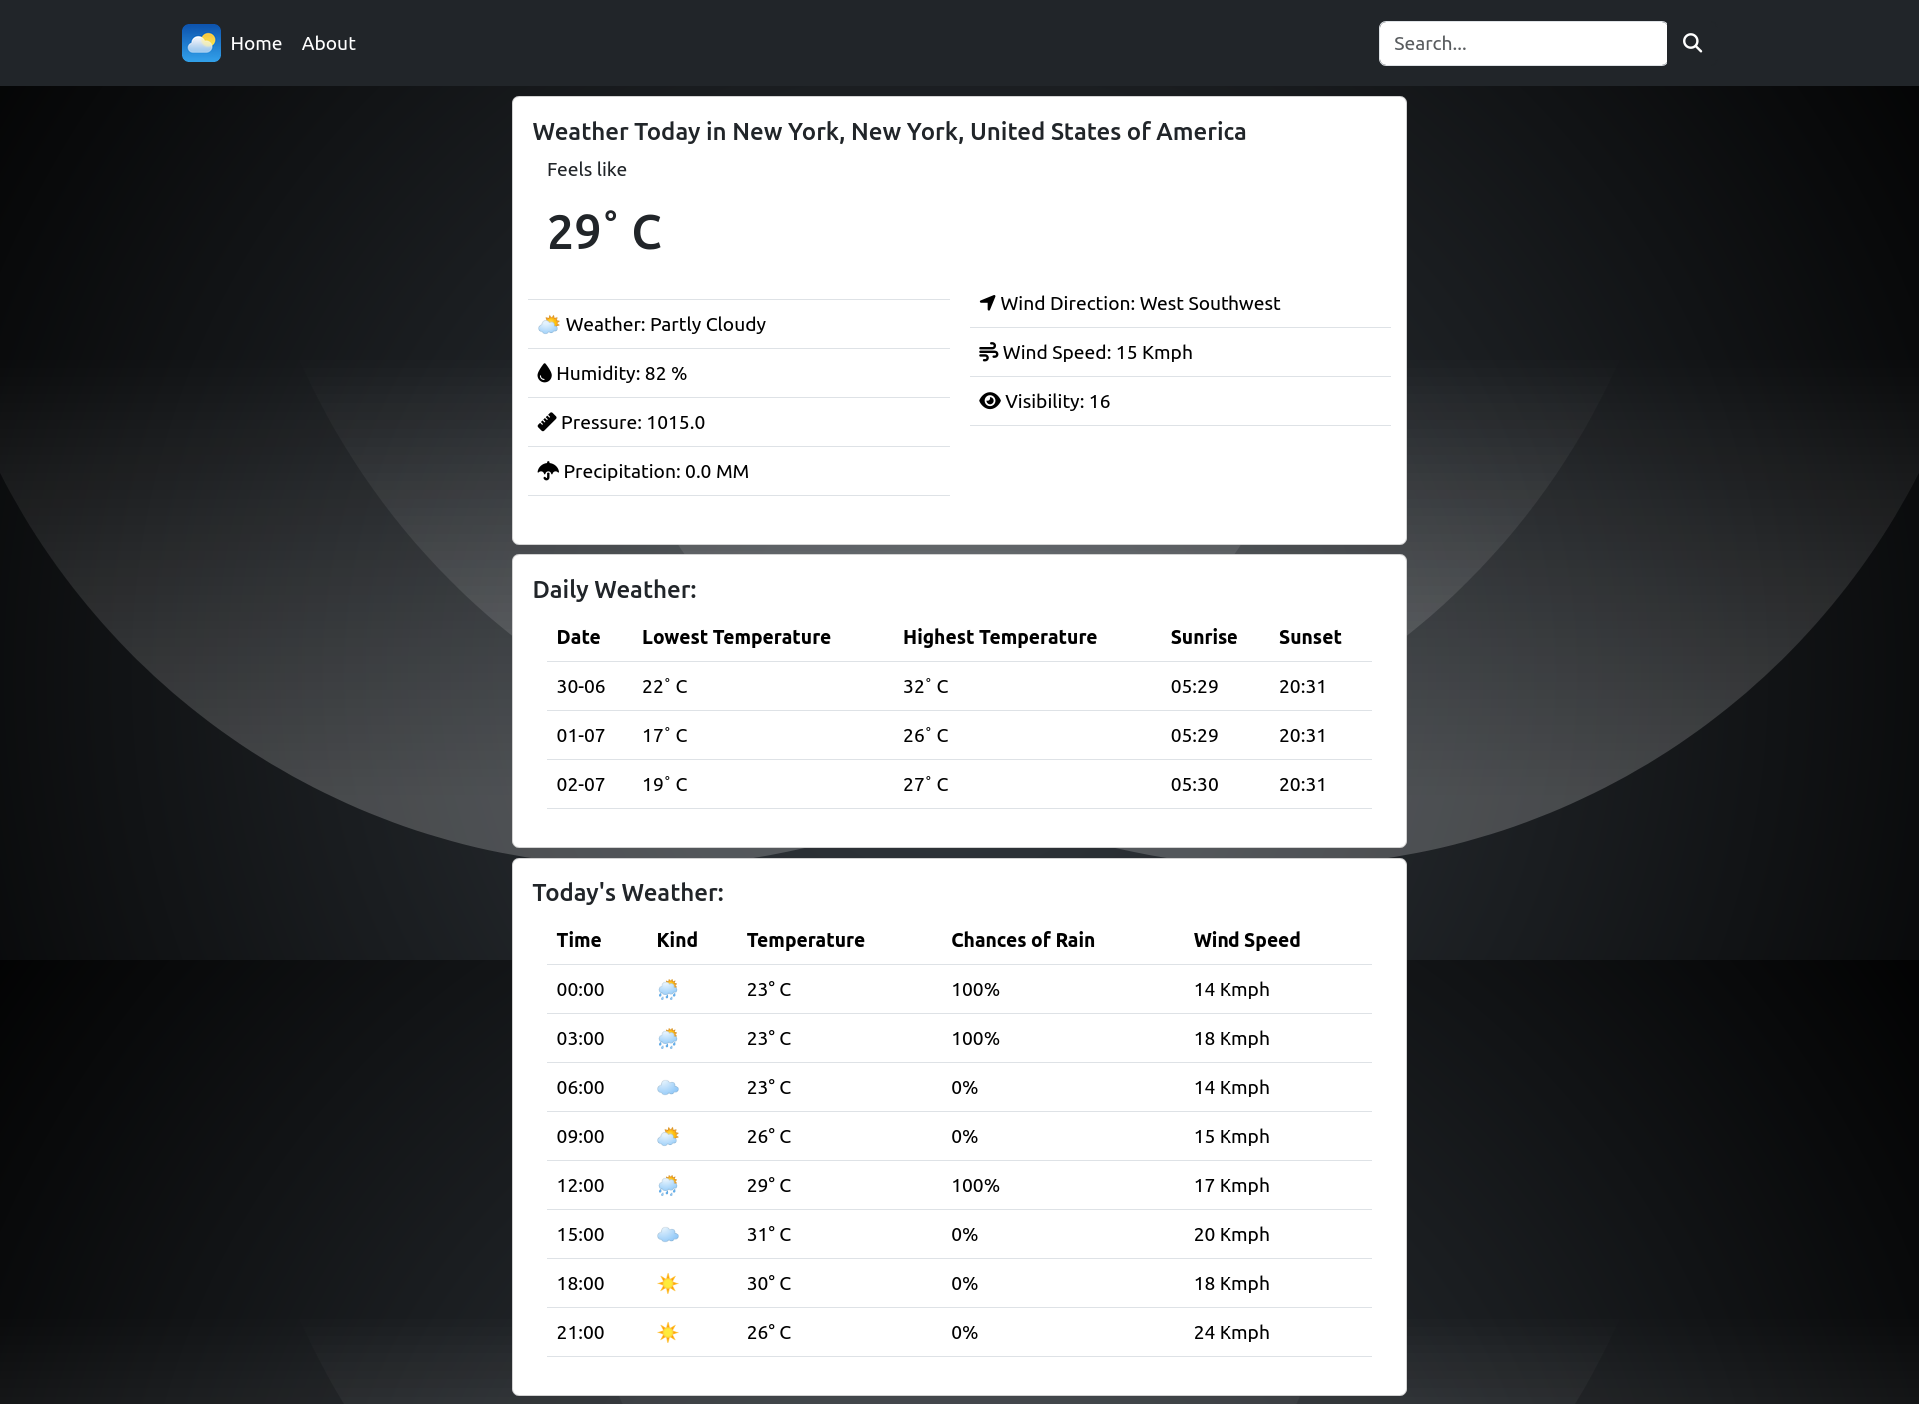 Home About Search...
Weather Today in New York, New York, United States of America
Feels like
29° C
Weather: Partly Cloudy
Humidity: 82 %
Pressure: 1015.0
Precipitation: 0.0 MM
Wind Direction: West Southwest
Wind Speed: 15 Kmph
Visibility: 16
Daily Weather:
Date Lowest Temperature Highest Temperature Sunrise Sunset
30-06 22° C 32° C 05:29 20:31
01-07 17° C 26° C 05:29 20:31
02-07 19° C 27° C 05:30 20:31
Today's Weather:
Time Kind Temperature Chances of Rain Wind Speed
00:00 23° C 100% 14 Kmph
03:00 23° C 100% 18 Kmph
06:00 23° C 0% 14 Kmph
09:00 26° C 0% 15 Kmph
12:00 29° C 100% 17 Kmph
15:00 31° C 0% 20 Kmph
18:00 30° C 0% 18 Kmph
21:00 26° C 0% 24 Kmph